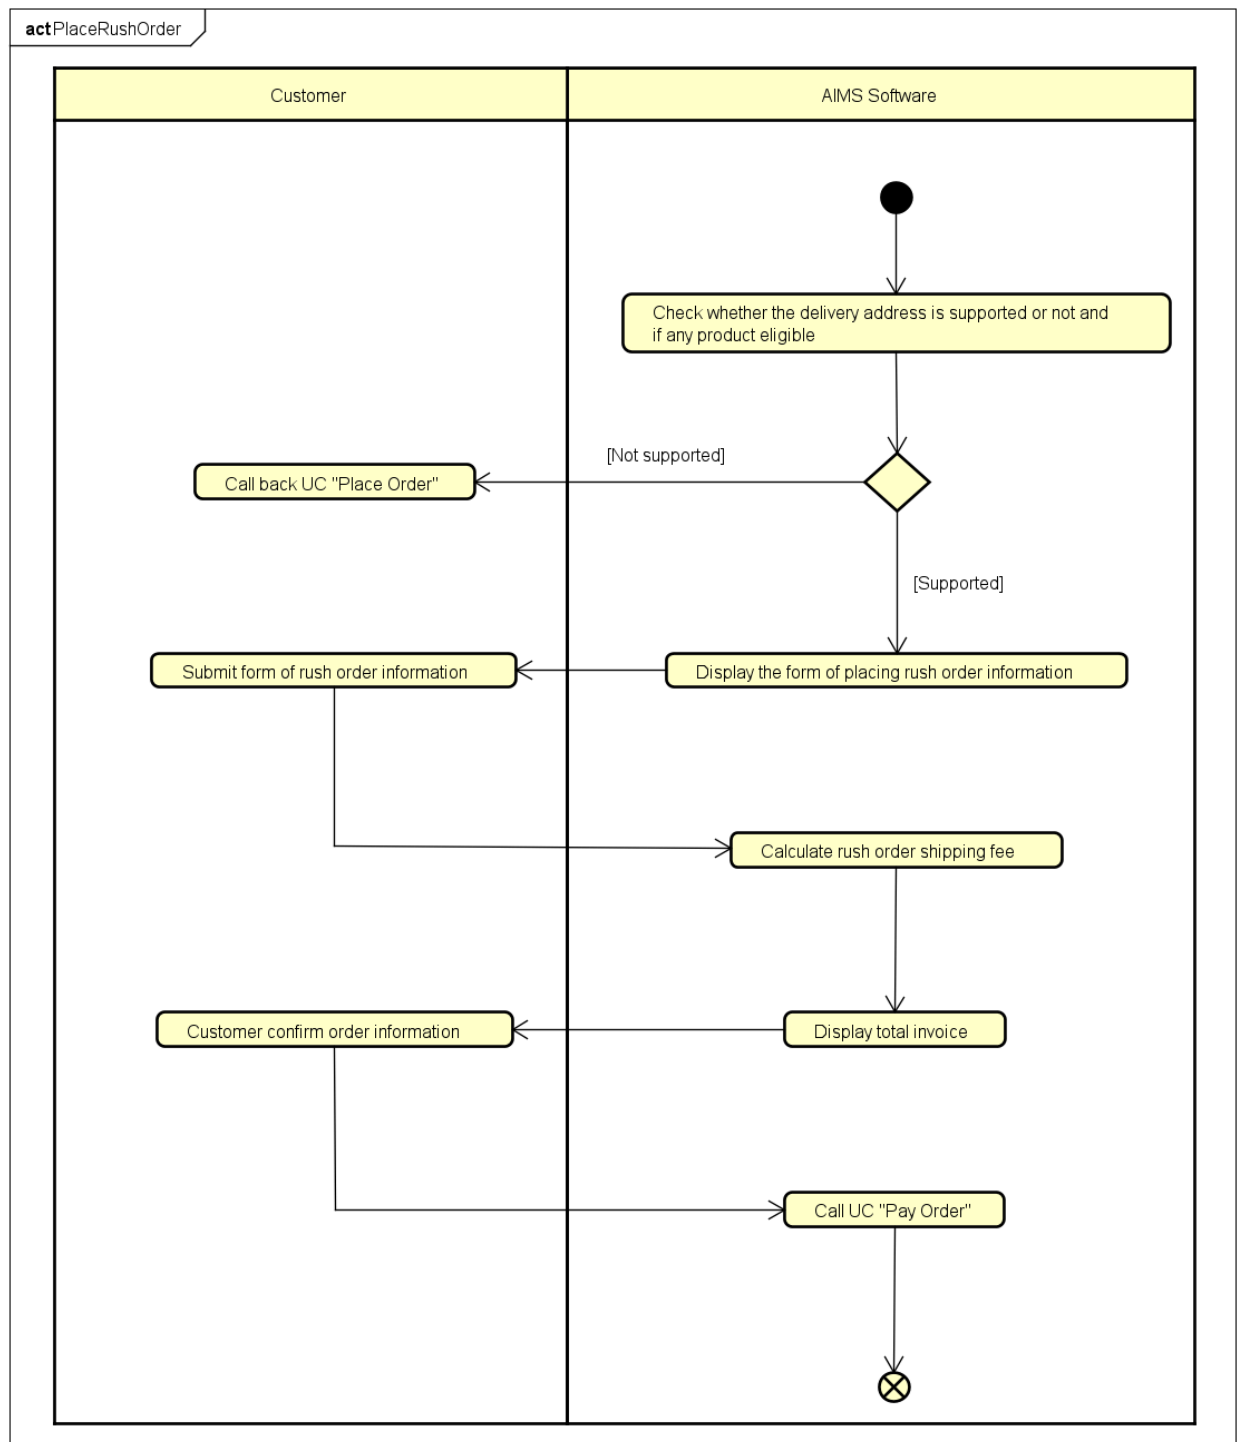 act PlaceRushOrder
Customer
AIMS Software
Check whether the delivery address is supported or not and
if any product eligible
[Not supported]
Call back UC "Place Order"
[Supported]
Submit form of rush order information
Display the form of placing rush order information
Calculate rush order shipping fee
Customer confirm order information
Display total invoice
Call UC "Pay Order"